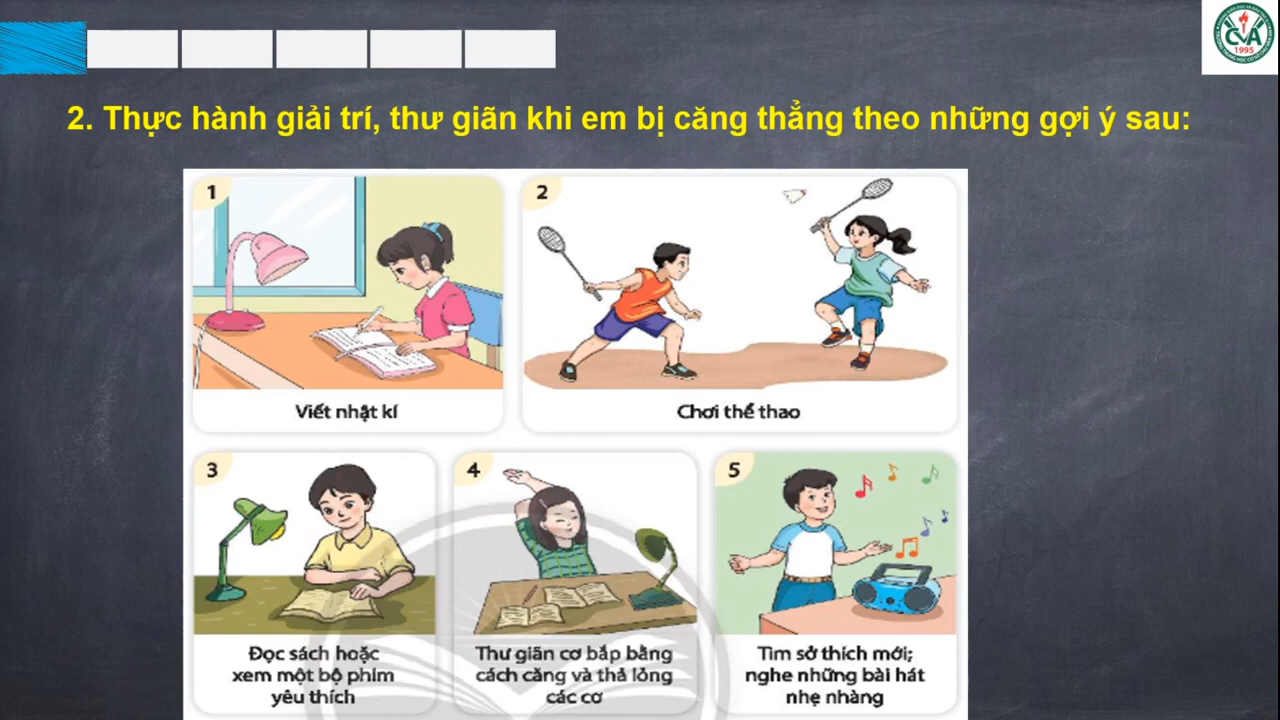 2. Thực hành giải trí, thư giãn khi em bị căng thẳng theo những gợi ý sau:
1
2
Viết nhật kí
Chơi thể thao
3
4
5
Đọc sách hoặc
xem một bộ phim
yêu thích
Thư giãn cơ bắp bằng
cách căng và thả lỏng
các cơ
Tìm sở thích mới;
nghe những bài hát
nhẹ nhàng
CVA
1995